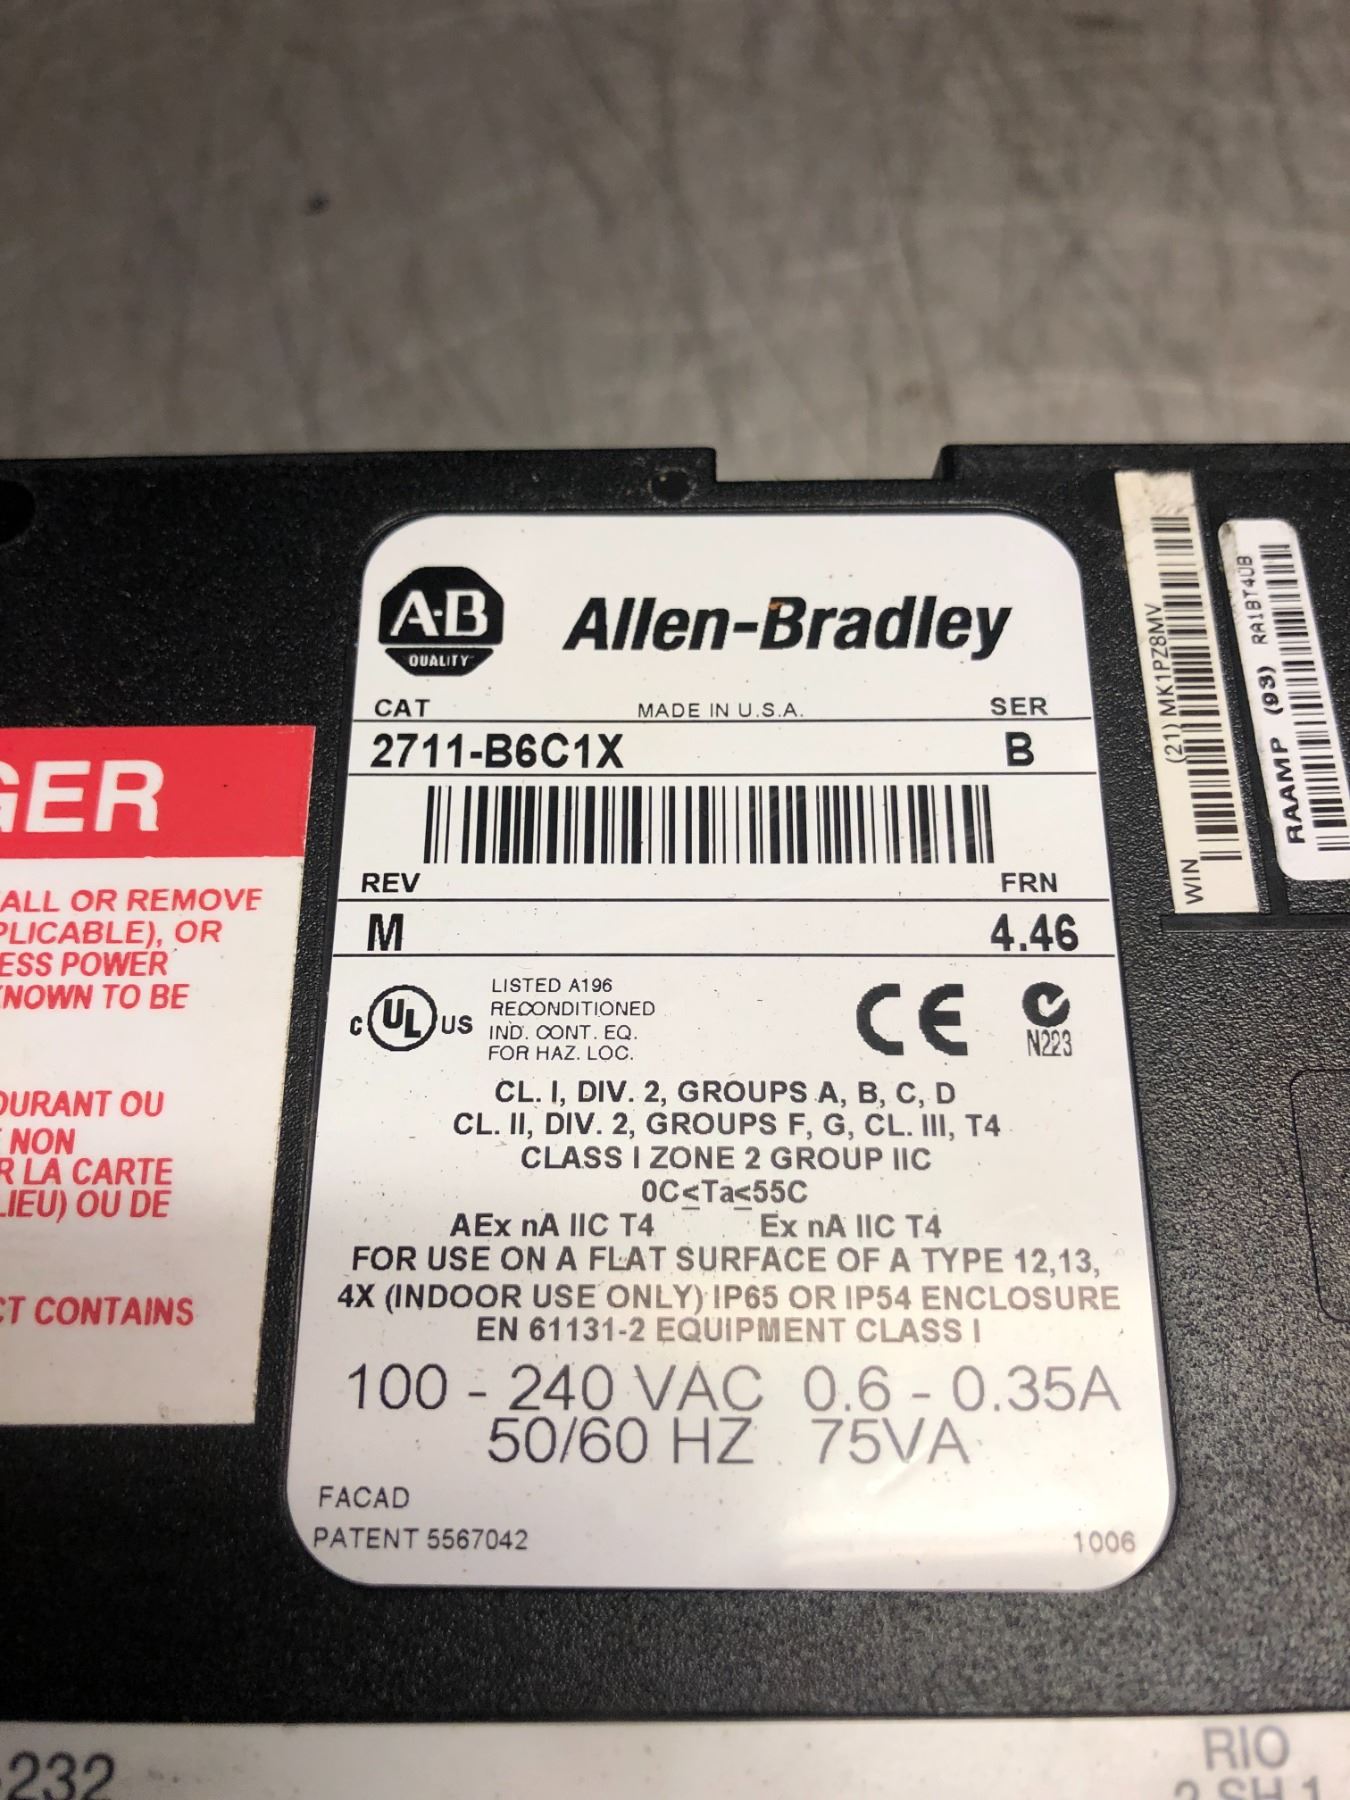 A-B
QUALITY
Allen-Bradley
CAT MADE IN U.S.A. SER
2711-B6C1X B
REV FRN
M 4.46
C UL US
LISTED A196
RECONDITIONED
IND. CONT. EQ.
FOR HAZ. LOC.
CE
N223
CL. I, DIV. 2, GROUPS A, B, C, D
CL. II, DIV. 2, GROUPS F, G, CL. III, T4
CLASS I ZONE 2 GROUP IIC
0C≤Ta≤55C
AEx nA IIC T4 Ex nA IIC T4
FOR USE ON A FLAT SURFACE OF A TYPE 12,13,
4X (INDOOR USE ONLY) IP65 OR IP54 ENCLOSURE
EN 61131-2 EQUIPMENT CLASS I
100 - 240 VAC 0.6 - 0.35A
50/60 HZ 75VA
FACAD
PATENT 5567042 1006
GER
ALL OR REMOVE
PLICABLE), OR
ESS POWER
NOWN TO BE
OURANT OU
NON
R LA CARTE
LIEU) OU DE
CT CONTAINS
WIN (21) MK1PZ8MV
RAAMP (93) RA1BT4UB
-232
RIO
2 SH 1